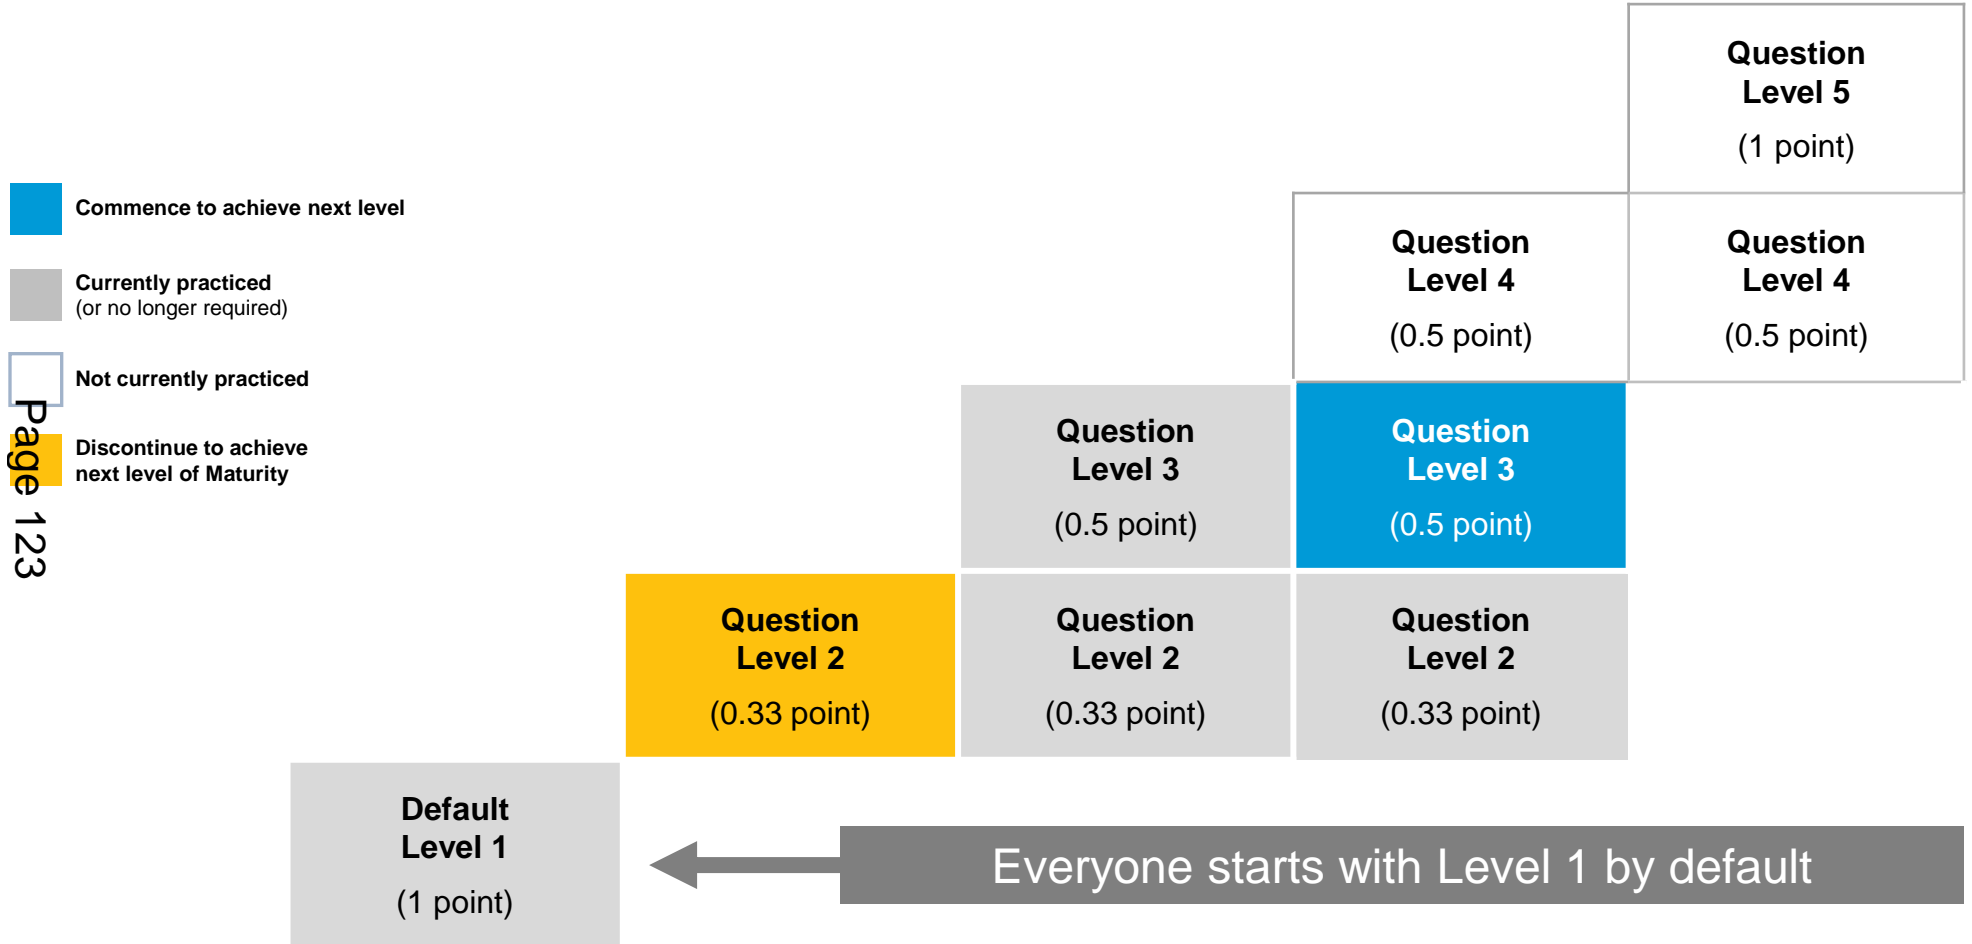 Commence to achieve next level
Currently practiced
(or no longer required)
Not currently practiced
Discontinue to achieve
next level of Maturity
Page 123
Question
Level 5
(1 point)
Question
Level 4
(0.5 point)
Question
Level 4
(0.5 point)
Question
Level 3
(0.5 point)
Question
Level 3
(0.5 point)
Question
Level 2
(0.33 point)
Question
Level 2
(0.33 point)
Question
Level 2
(0.33 point)
Default
Level 1
(1 point)
Everyone starts with Level 1 by default